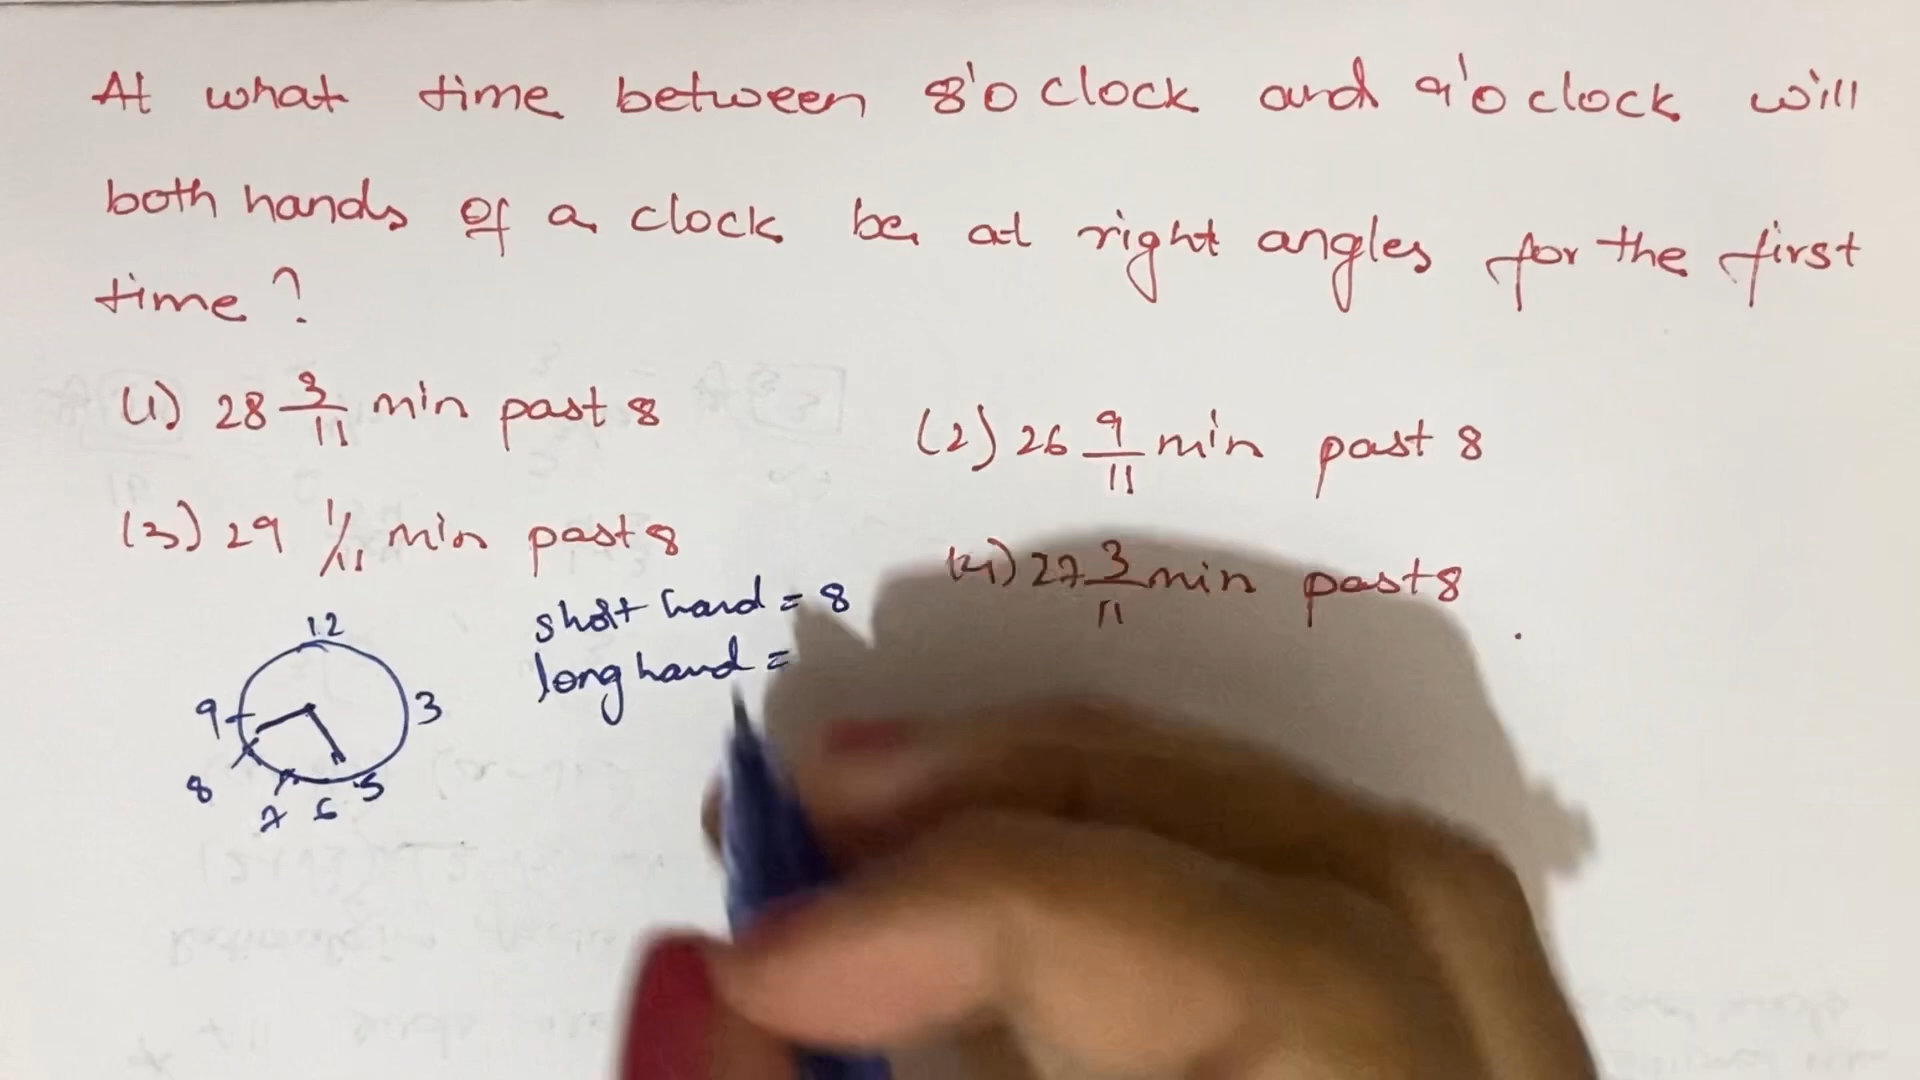 At what time between 8'o clock and 9'o clock will
both hands of a clock be at right angles for the first
time?
(1) 28 3/11 min past 8
(2) 26 9/11 min past 8
(3) 29 1/11 min past 8
(4) 27 3/11 min past 8
short hand = 8
long hand =
12
9
3
8
7 6 5